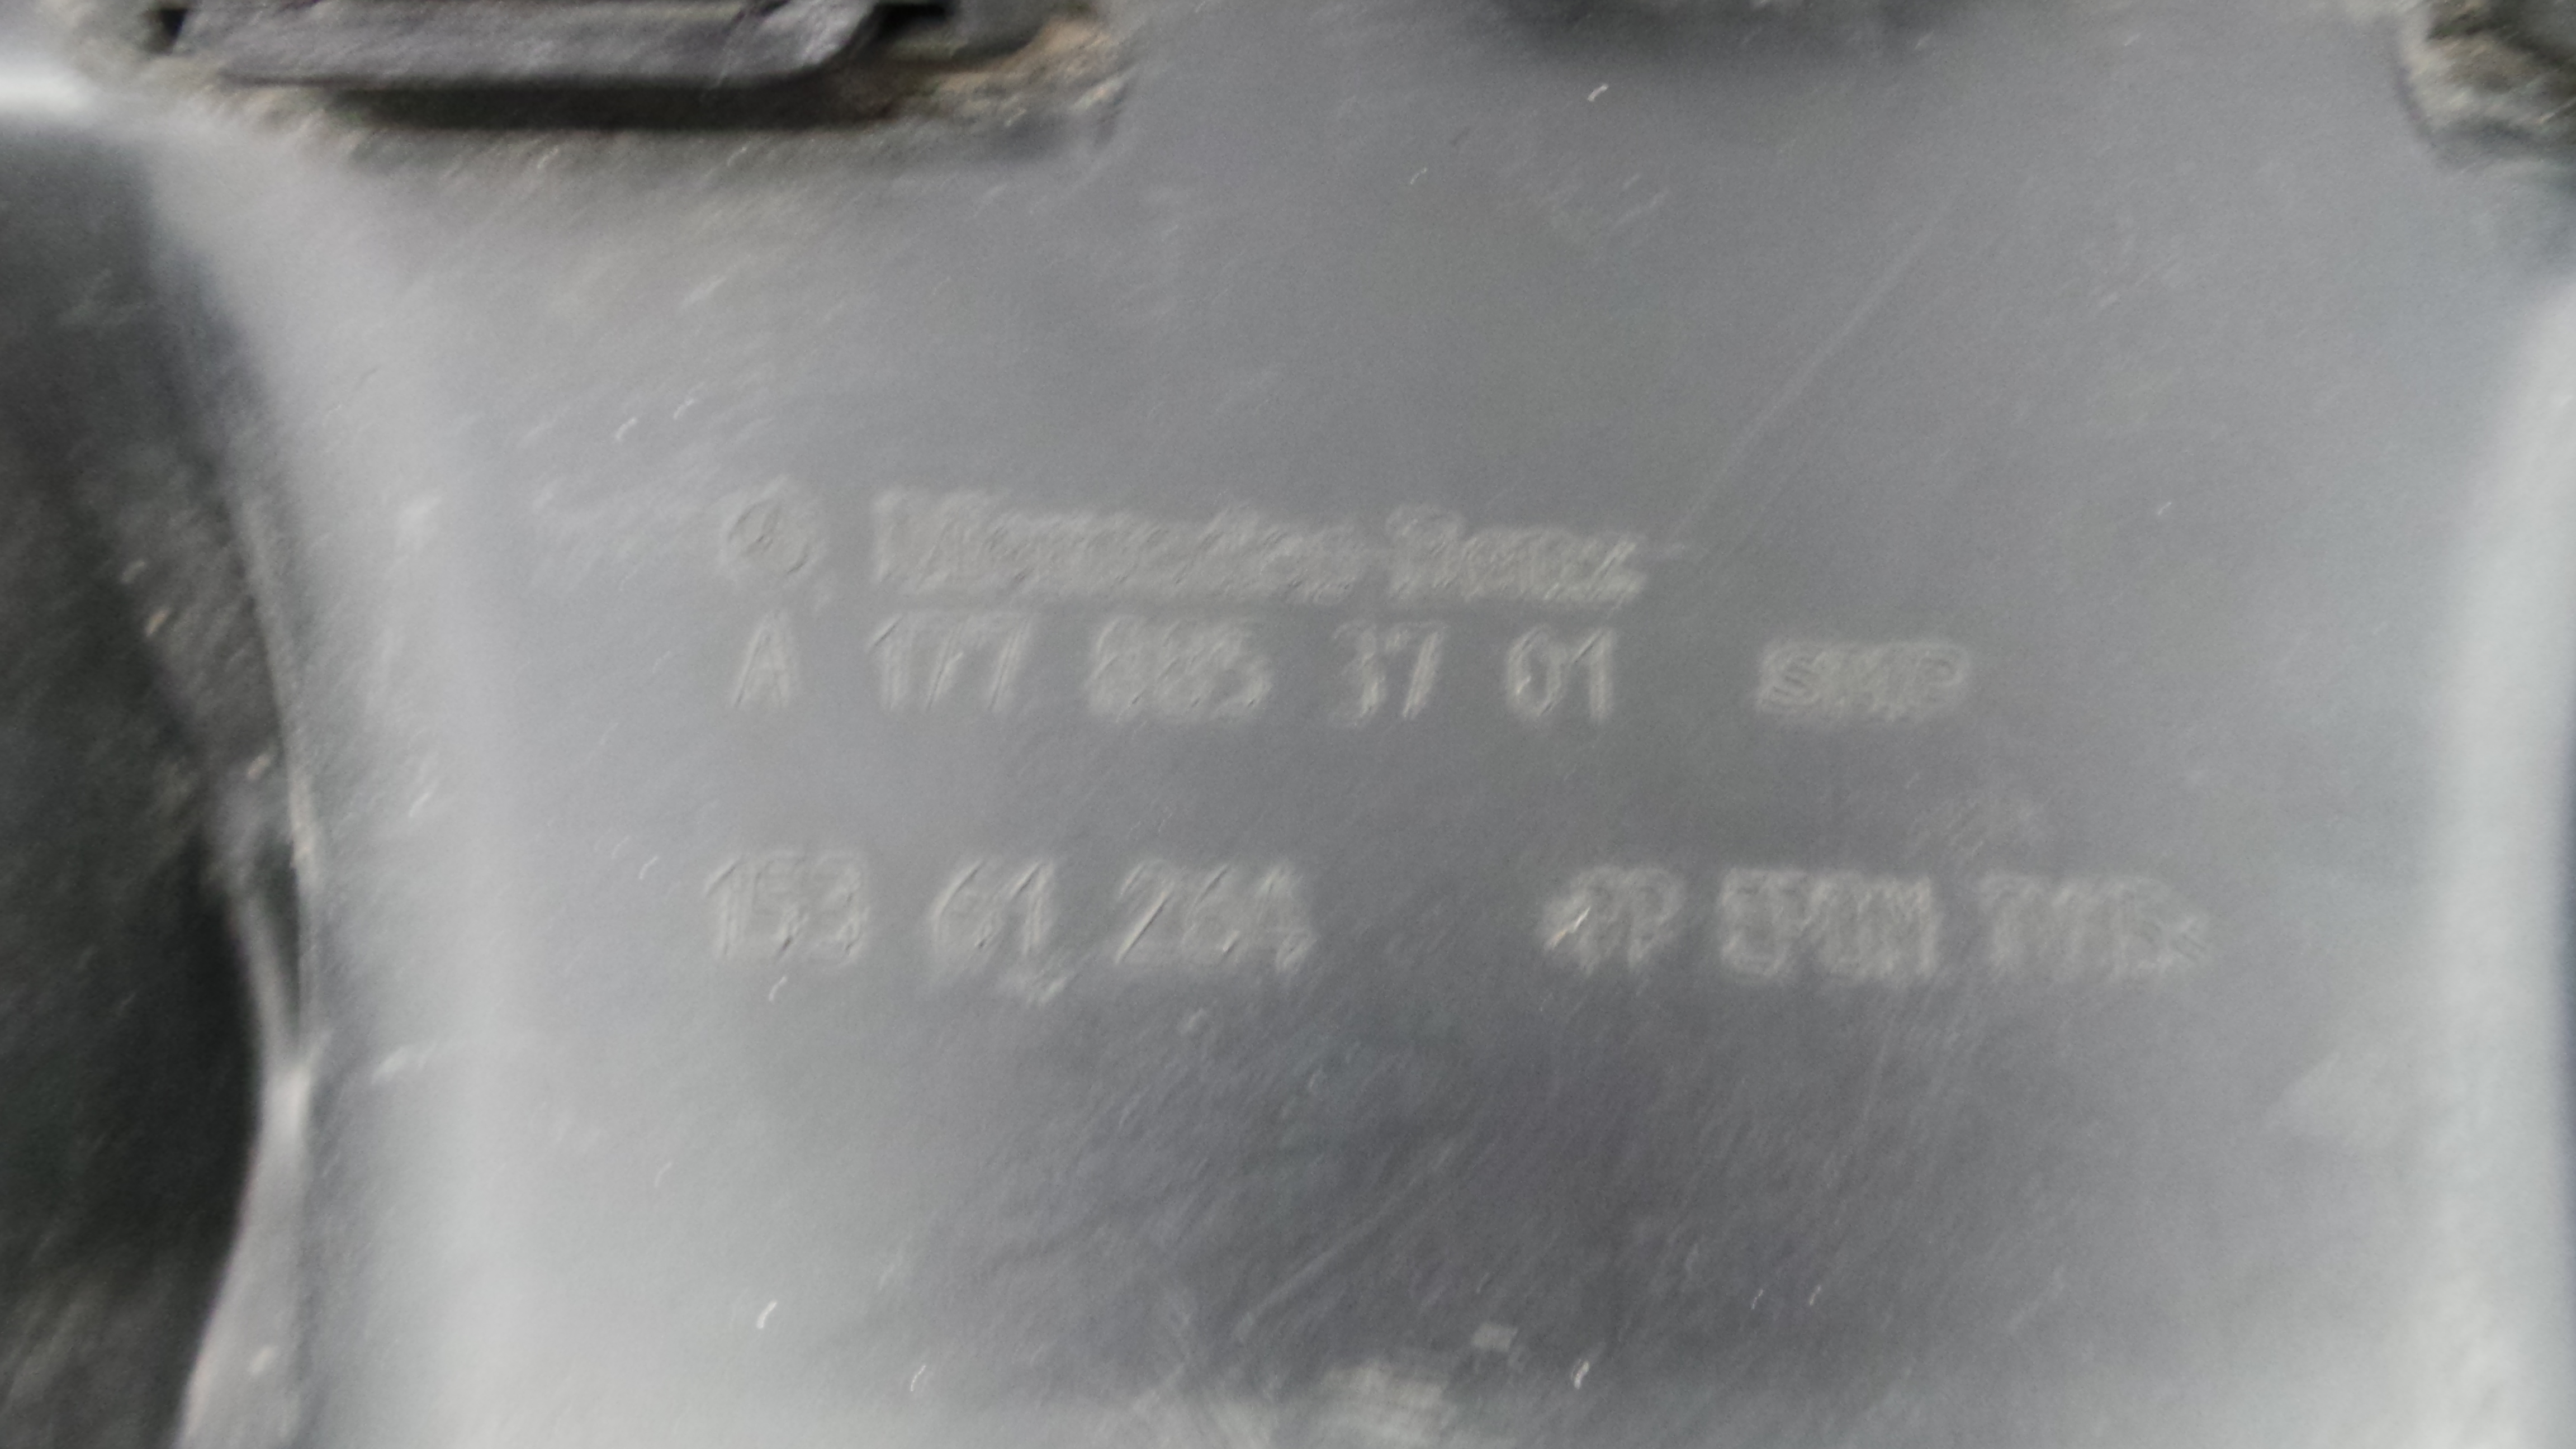 Mercedes-Benz
A 177 885 37 01 SMP
153 61 264